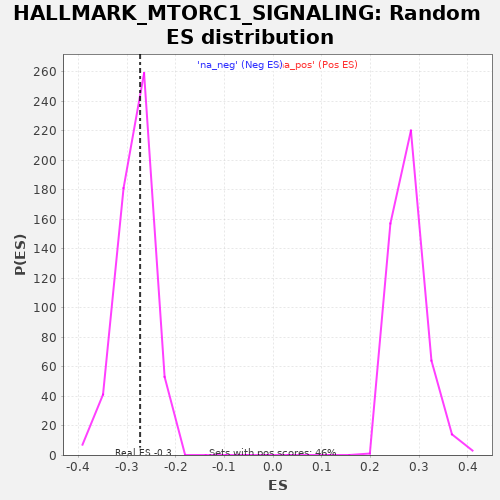 HALLMARK_MTORC1_SIGNALING: Random
ES distribution
'na_neg' (Neg ES)
a_pos' (Pos ES)
260
240
220
200
180
160
140
120
100
80
60
40
20
0
P(ES)
Real ES -0.3
Sets with pos scores: 46%
-0.4 -0.3 -0.2 -0.1 0.0 0.1 0.2 0.3 0.4
ES